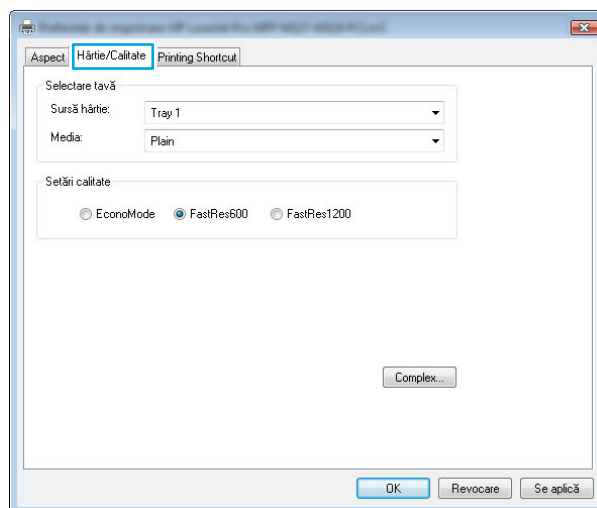 Aspect Hârtie/Calitate Printing Shortcut
Selectare tavă
Sursă hârtie: Tray 1
Media: Plain
Setări calitate
EconoMode FastRes600 FastRes1200
Complex...
OK Revocare Se aplică